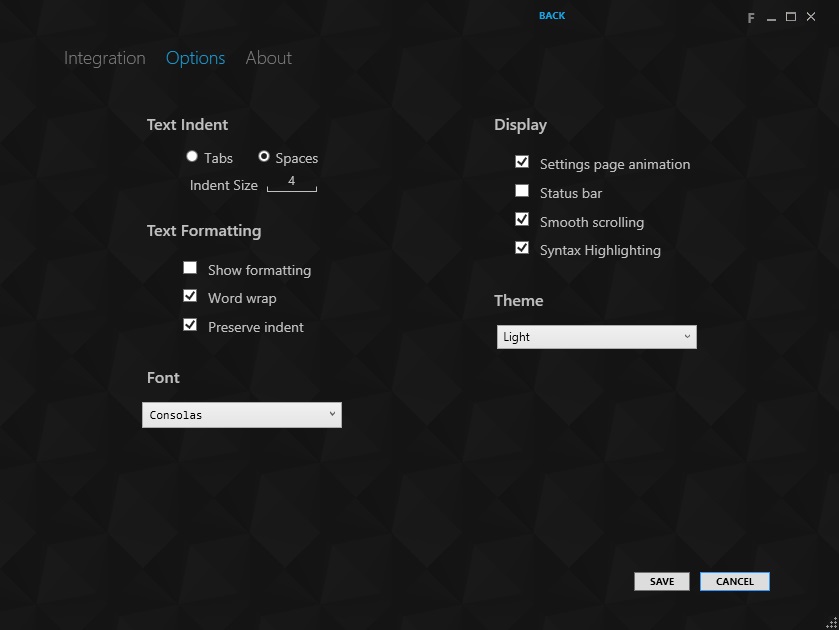 BACK
F
Integration Options About
Text Indent
Tabs Spaces
Indent Size 4
Text Formatting
Show formatting
Word wrap
Preserve indent
Font
Consolas
Display
Settings page animation
Status bar
Smooth scrolling
Syntax Highlighting
Theme
Light
SAVE CANCEL